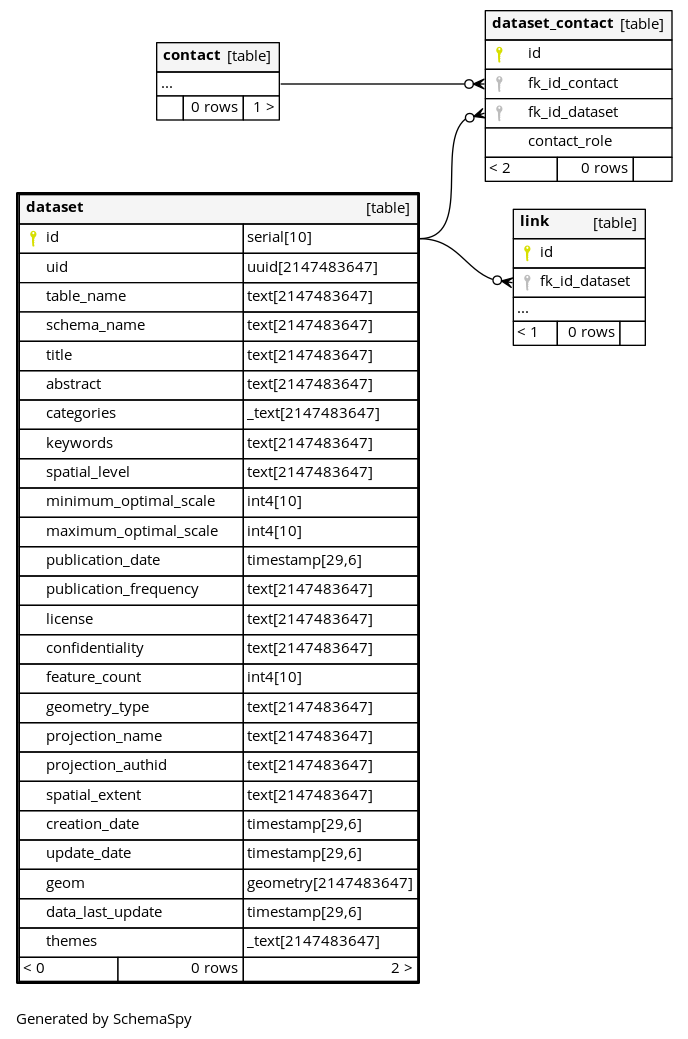 contact [table]
...
0 rows 1 >
dataset_contact [table]
id
fk_id_contact
fk_id_dataset
contact_role
< 2 0 rows
link [table]
id
fk_id_dataset
...
< 1 0 rows
dataset [table]
id serial[10]
uid uuid[2147483647]
table_name text[2147483647]
schema_name text[2147483647]
title text[2147483647]
abstract text[2147483647]
categories _text[2147483647]
keywords text[2147483647]
spatial_level text[2147483647]
minimum_optimal_scale int4[10]
maximum_optimal_scale int4[10]
publication_date timestamp[29,6]
publication_frequency text[2147483647]
license text[2147483647]
confidentiality text[2147483647]
feature_count int4[10]
geometry_type text[2147483647]
projection_name text[2147483647]
projection_authid text[2147483647]
spatial_extent text[2147483647]
creation_date timestamp[29,6]
update_date timestamp[29,6]
geom geometry[2147483647]
data_last_update timestamp[29,6]
themes _text[2147483647]
< 0 0 rows 2 >
Generated by SchemaSpy